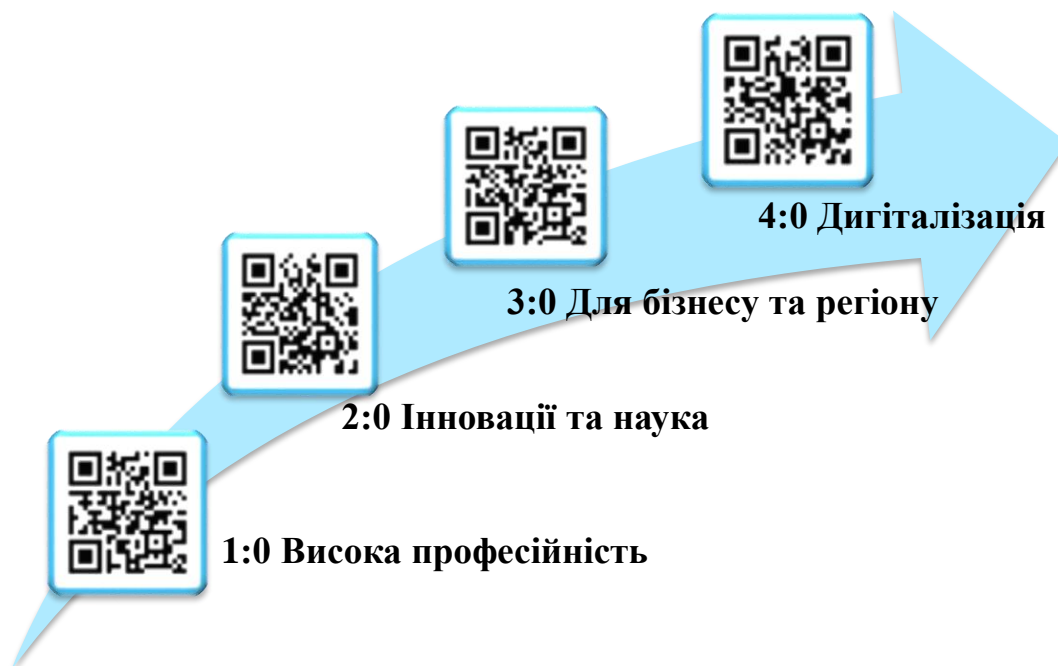 4:0 Дигіталізація
3:0 Для бізнесу та регіону
2:0 Інновації та наука
1:0 Висока професійність